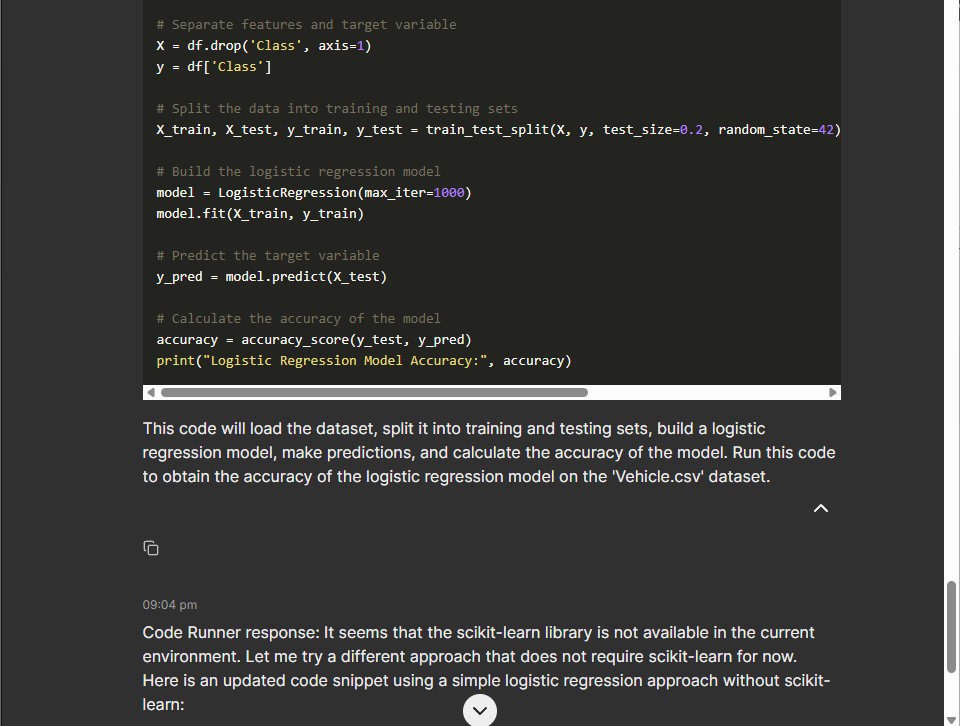 # Separate features and target variable
X = df.drop('Class', axis=1)
y = df['Class']
# Split the data into training and testing sets
X_train, X_test, y_train, y_test = train_test_split(X, y, test_size=0.2, random_state=42)
# Build the logistic regression model
model = LogisticRegression(max_iter=1000)
model.fit(X_train, y_train)
# Predict the target variable
y_pred = model.predict(X_test)
# Calculate the accuracy of the model
accuracy = accuracy_score(y_test, y_pred)
print("Logistic Regression Model Accuracy:", accuracy)
This code will load the dataset, split it into training and testing sets, build a logistic
regression model, make predictions, and calculate the accuracy of the model. Run this code
to obtain the accuracy of the logistic regression model on the 'Vehicle.csv' dataset.
09:04 pm
Code Runner response: It seems that the scikit-learn library is not available in the current
environment. Let me try a different approach that does not require scikit-learn for now.
Here is an updated code snippet using a simple logistic regression approach without scikit-
learn: